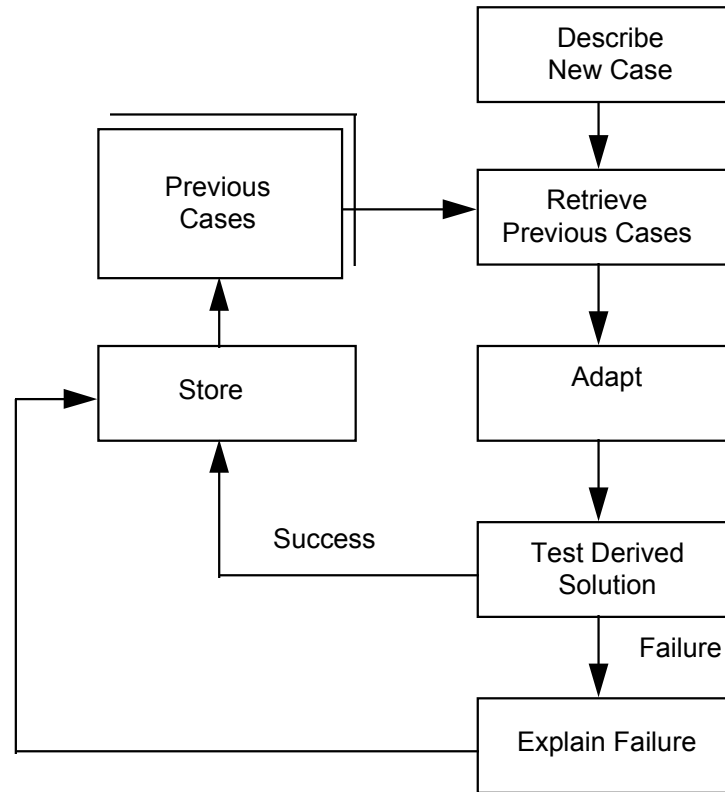 Describe
New Case
Previous
Cases
Retrieve
Previous Cases
Store
Adapt
Success
Test Derived
Solution
Failure
Explain Failure